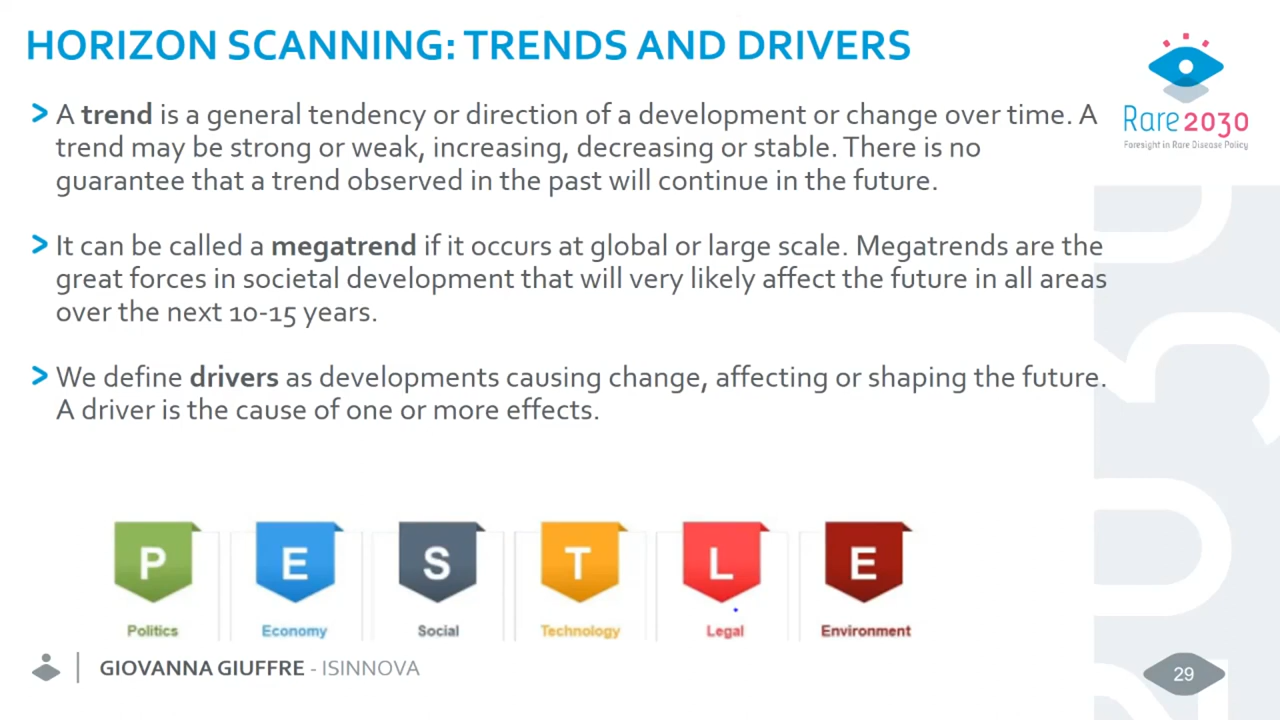 HORIZON SCANNING: TRENDS AND DRIVERS
Rare2030
Foresight in Rare Disease Policy
> A trend is a general tendency or direction of a development or change over time. A
trend may be strong or weak, increasing, decreasing or stable. There is no
guarantee that a trend observed in the past will continue in the future.
> It can be called a megatrend if it occurs at global or large scale. Megatrends are the
great forces in societal development that will very likely affect the future in all areas
over the next 10-15 years.
> We define drivers as developments causing change, affecting or shaping the future.
A driver is the cause of one or more effects.
P E S T L E
Politics Economy Social Technology Legal Environment
GIOVANNA GIUFFRE - ISINNOVA
29